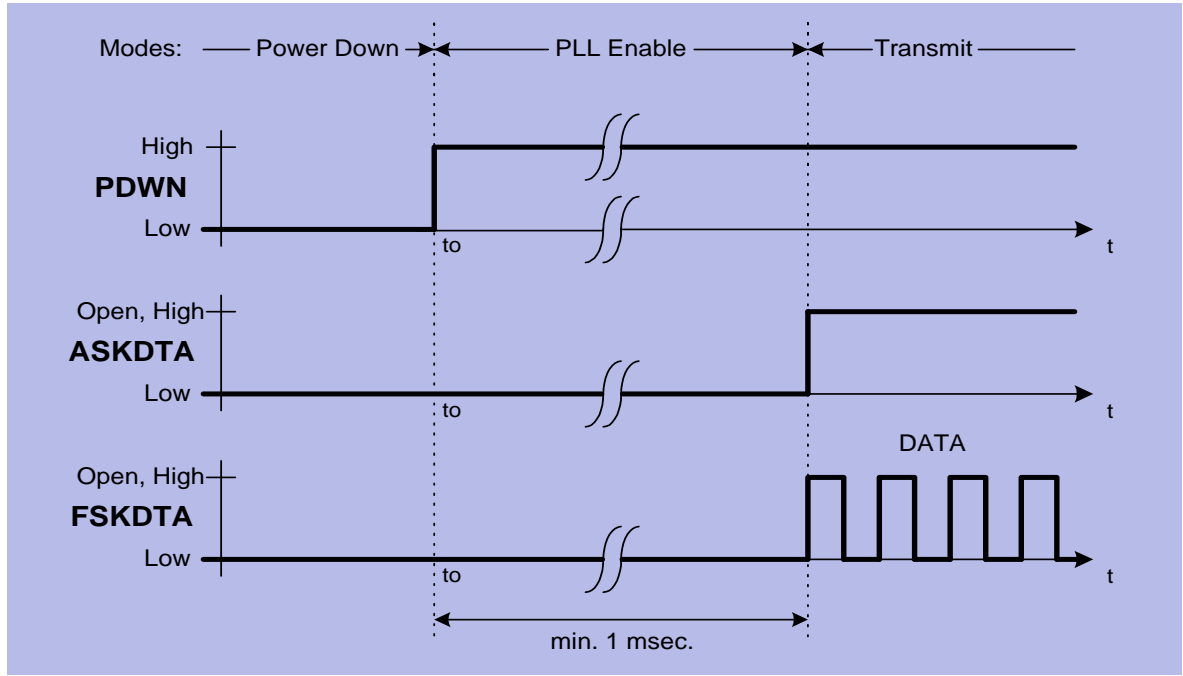 Modes: Power Down PLL Enable Transmit
High
PDWN
Low
to
t
Open, High
ASKDTA
Low
to
t
DATA
Open, High
FSKDTA
Low
to
t
min. 1 msec.